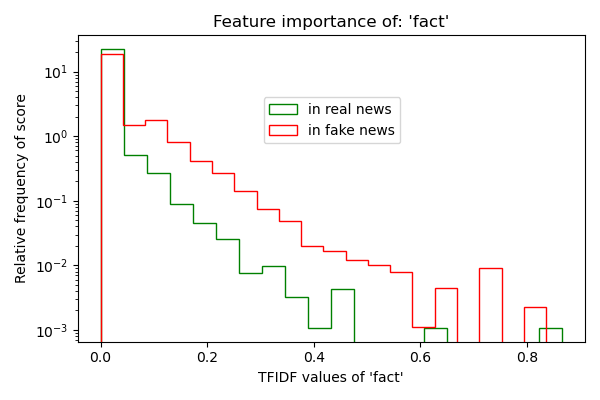 Feature importance of: 'fact'
Relative frequency of score
10¹
10⁰
10⁻¹
10⁻²
10⁻³
in real news
in fake news
0.0 0.2 0.4 0.6 0.8
TFIDF values of 'fact'